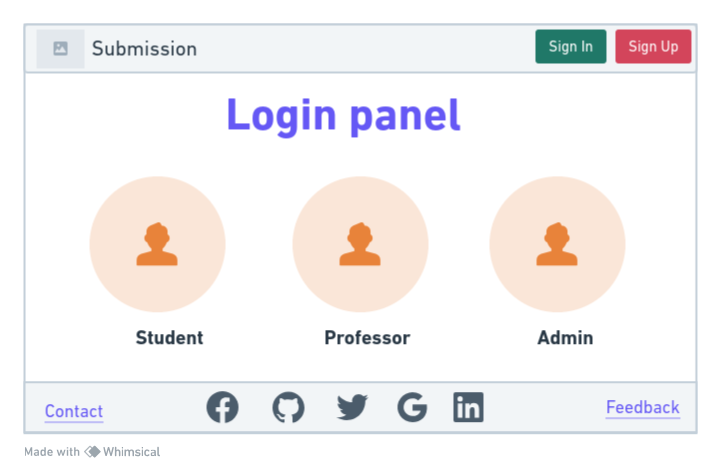 Submission
Sign In
Sign Up
Login panel
Student
Professor
Admin
Contact
Feedback
Made with Whimsical